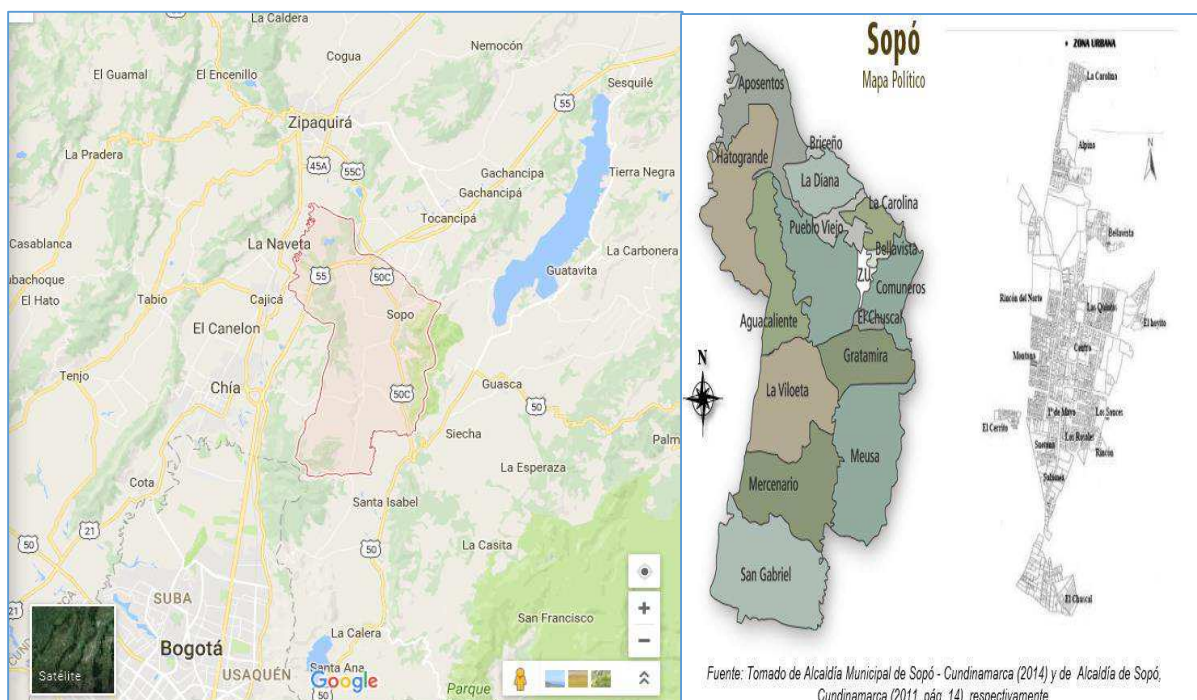 La Caldera
Nemocón
Cogua
El Guamal
El Encenillo
Sesquilé
55
Zipaquirá
La Pradera
45A
55C
Gachancipá
Gachancipá
Tierra Negra
Tocancipá
Casablanca
La Naveta
La Carbonera
55
50C
Guatavita
El Hato
Tabio
Cajicá
Sopo
El Canelon
Tenjo
Chía
50C
Guasca
50
Siecha
La Esperaza
Cota
Santa Isabel
21
50
50
La Casita
SUBA
San Francisco
Bogotá
La Calera
Santa Ana
50
USAQUÉN
Parque
Satélite
Google
Sopó
Mapa Político
Aposentos
Briceño
Hatogrande
La Diana
La Carolina
Pueblo Viejo
Bellavista
ZU
Comuneros
Aguacaliente
El Chuscal
Gratamira
N
La Viloeta
Meusa
Mercenario
San Gabriel
ZONA URBANA
La Carolina
Alpina
N
Bellavista
Rincón del Norte
Los Quintos
El hoyito
Centro
1º de Mayo
Los Sauces
El Cerrito
Los Rosales
Rincón
El Chuscal
Fuente: Tomado de Alcaldía Municipal de Sopó - Cundinamarca (2014) y de Alcaldía de Sopó,
Cundinamarca (2011, pág. 14), respectivamente